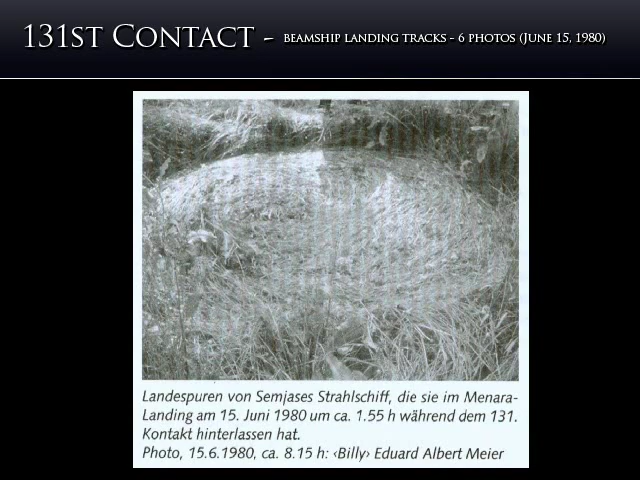 131st Contact – beamship landing tracks - 6 photos (June 15, 1980)
Landespuren von Semjases Strahlschiff, die sie im Menara-
Landing am 15. Juni 1980 um ca. 1.55 h während dem 131.
Kontakt hinterlassen hat.
Photo, 15.6.1980, ca. 8.15 h: ‹Billy› Eduard Albert Meier